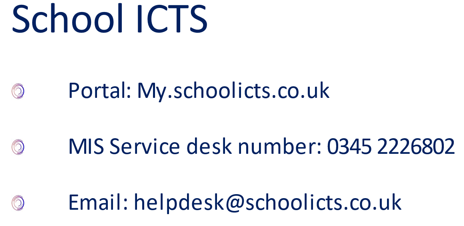 School ICTS
Portal: My.schoolicts.co.uk
MIS Service desk number: 0345 2226802
Email: helpdesk@schoolicts.co.uk